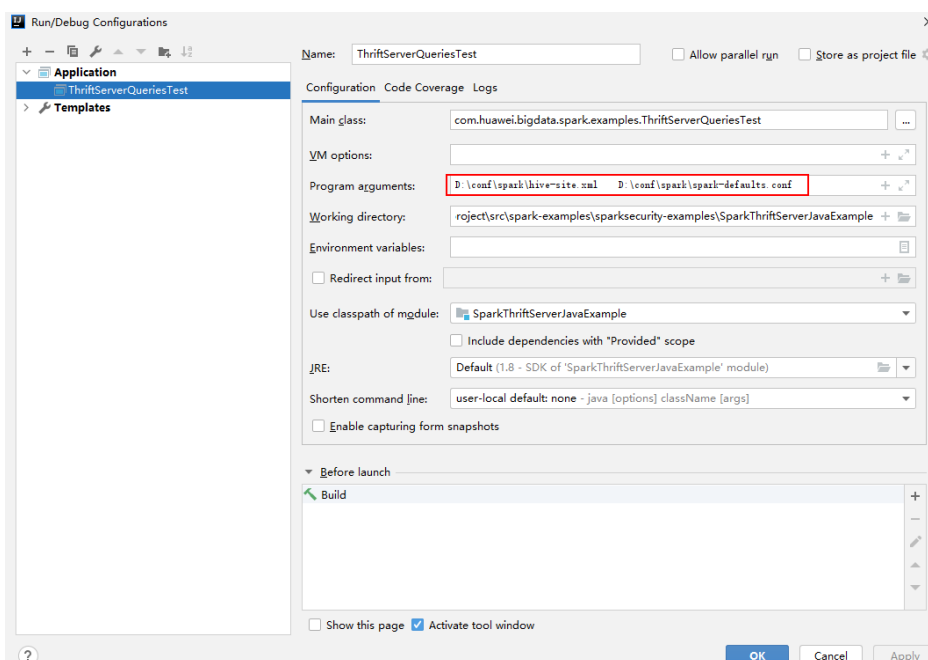 Run/Debug Configurations
Name: ThriftServerQueriesTest Allow parallel run Store as project file
Application
ThriftServerQueriesTest
Templates
Configuration Code Coverage Logs
Main class: com.huawei.bigdata.spark.examples.ThriftServerQueriesTest ...
VM options:
Program arguments: D:\conf\spark\hive-site.xml D:\conf\spark\spark-defaults.conf
Working directory: roject\src\spark-examples\sparksecurity-examples\SparkThriftServerJavaExample
Environment variables:
Redirect input from:
Use classpath of module: SparkThriftServerJavaExample
Include dependencies with "Provided" scope
JRE: Default (1.8 - SDK of 'SparkThriftServerJavaExample' module)
Shorten command line: user-local default: none - java [options] className [args]
Enable capturing form snapshots
Before launch
Build
Show this page Activate tool window
? OK Cancel Apply